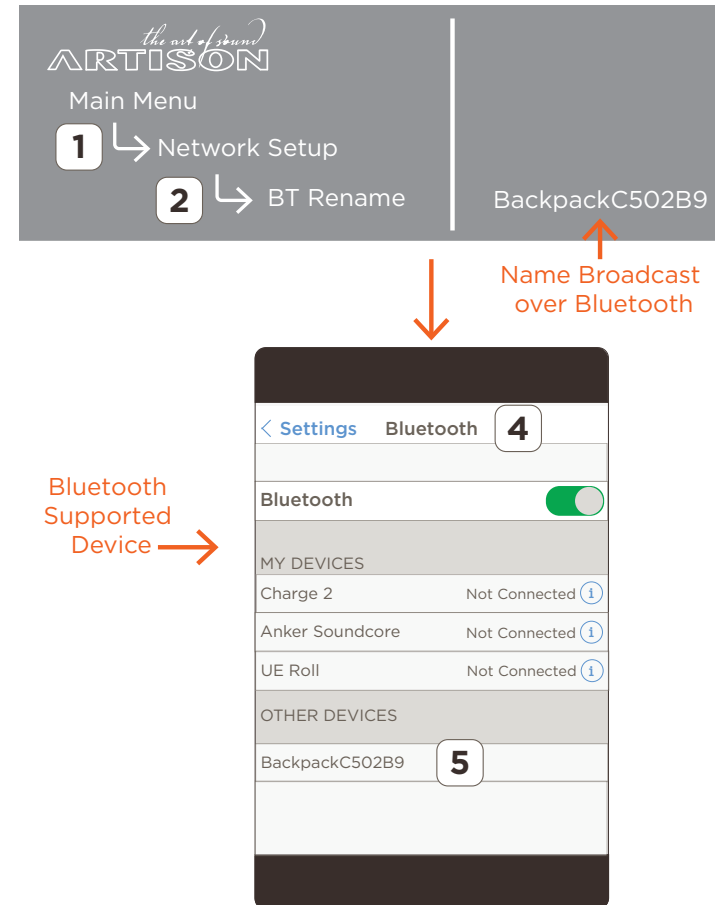 the art of sound
ARTISON
Main Menu
1 Network Setup
2 BT Rename
BackpackC502B9
Name Broadcast
over Bluetooth
< Settings Bluetooth 4
Bluetooth
Bluetooth
Supported
Device
MY DEVICES
Charge 2 Not Connected i
Anker Soundcore Not Connected i
UE Roll Not Connected i
OTHER DEVICES
BackpackC502B9 5